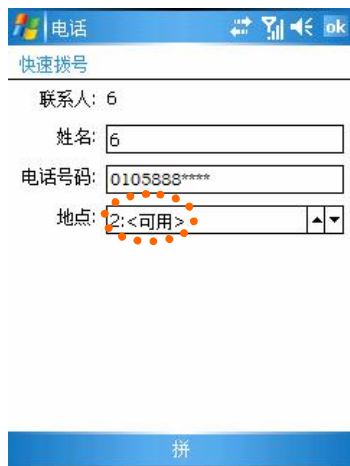 电话 ok
快速拨号
联系人: 6
姓名: 6
电话号码: 0105888****
地点: 2:<可用>
拼